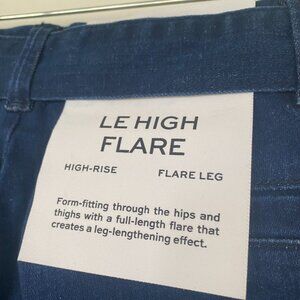 LE HIGH
FLARE
HIGH-RISE FLARE LEG
Form-fitting through the hips and
thighs with a full-length flare that
creates a leg-lengthening effect.